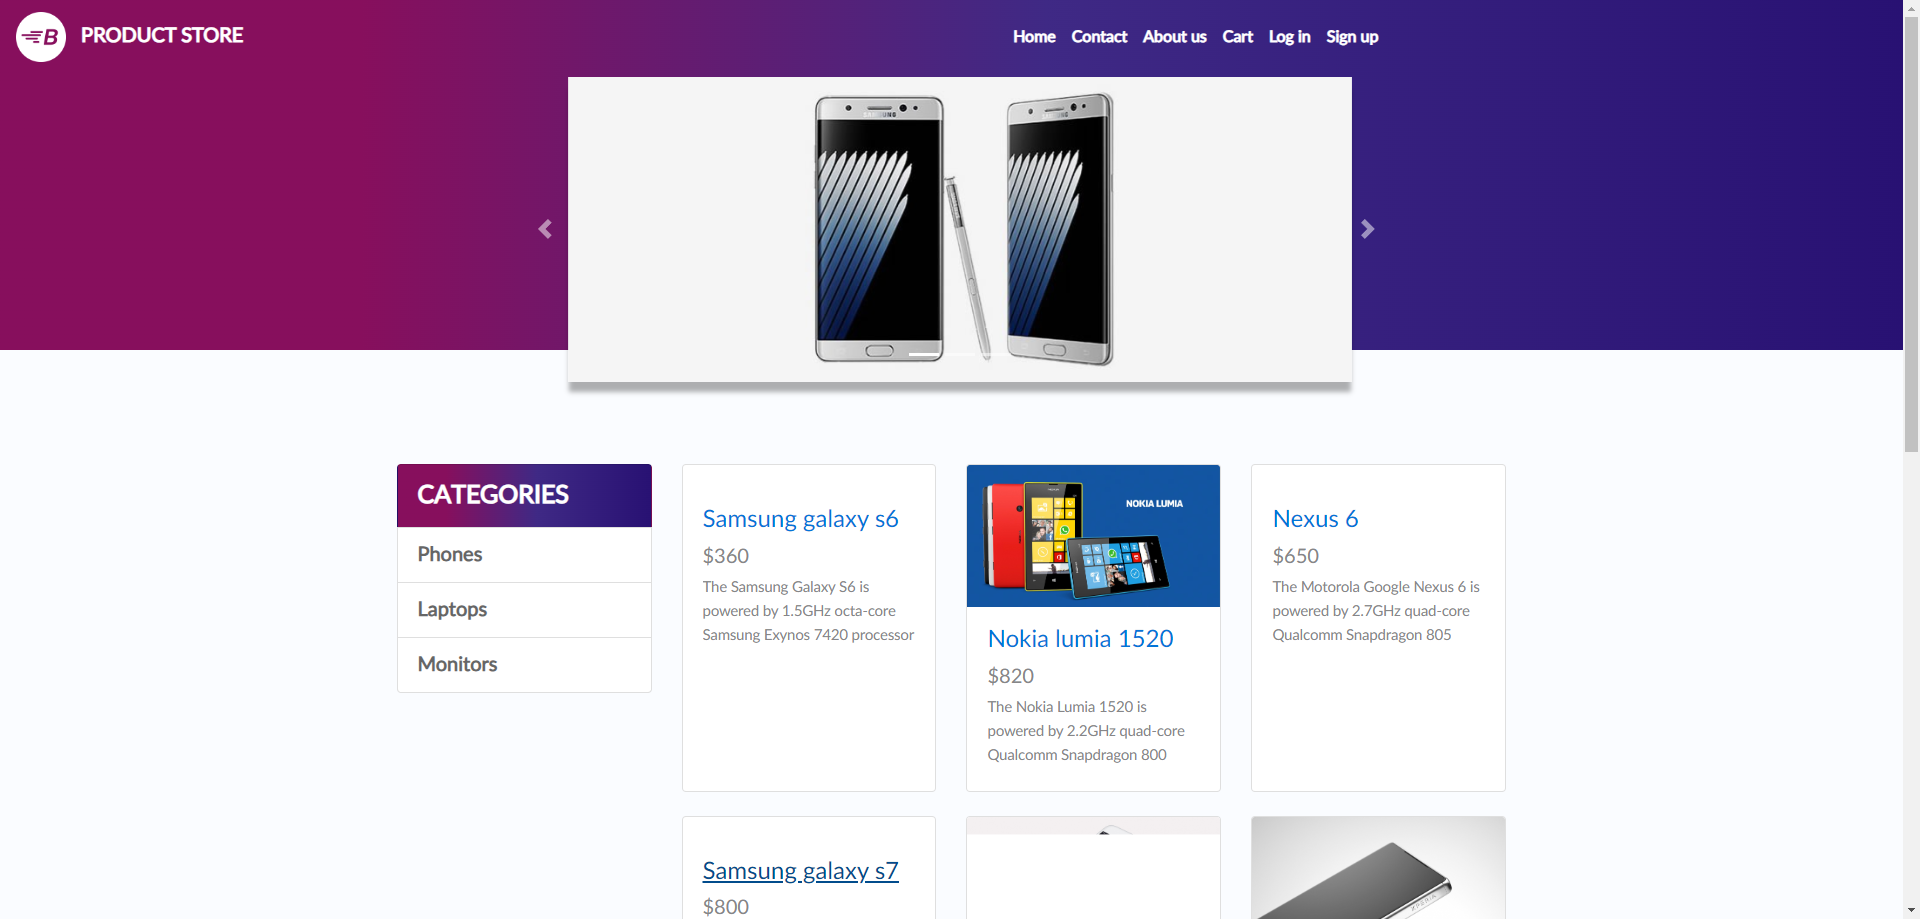 B PRODUCT STORE
Home Contact About us Cart Log in Sign up
SAMSUNG
SAMSUNG
CATEGORIES
Phones
Laptops
Monitors
Samsung galaxy s6
$360
The Samsung Galaxy S6 is
powered by 1.5GHz octa-core
Samsung Exynos 7420 processor
NOKIA LUMIA
Nokia lumia 1520
$820
The Nokia Lumia 1520 is
powered by 2.2GHz quad-core
Qualcomm Snapdragon 800
Nexus 6
$650
The Motorola Google Nexus 6 is
powered by 2.7GHz quad-core
Qualcomm Snapdragon 805
Samsung galaxy s7
$800
XPERIA